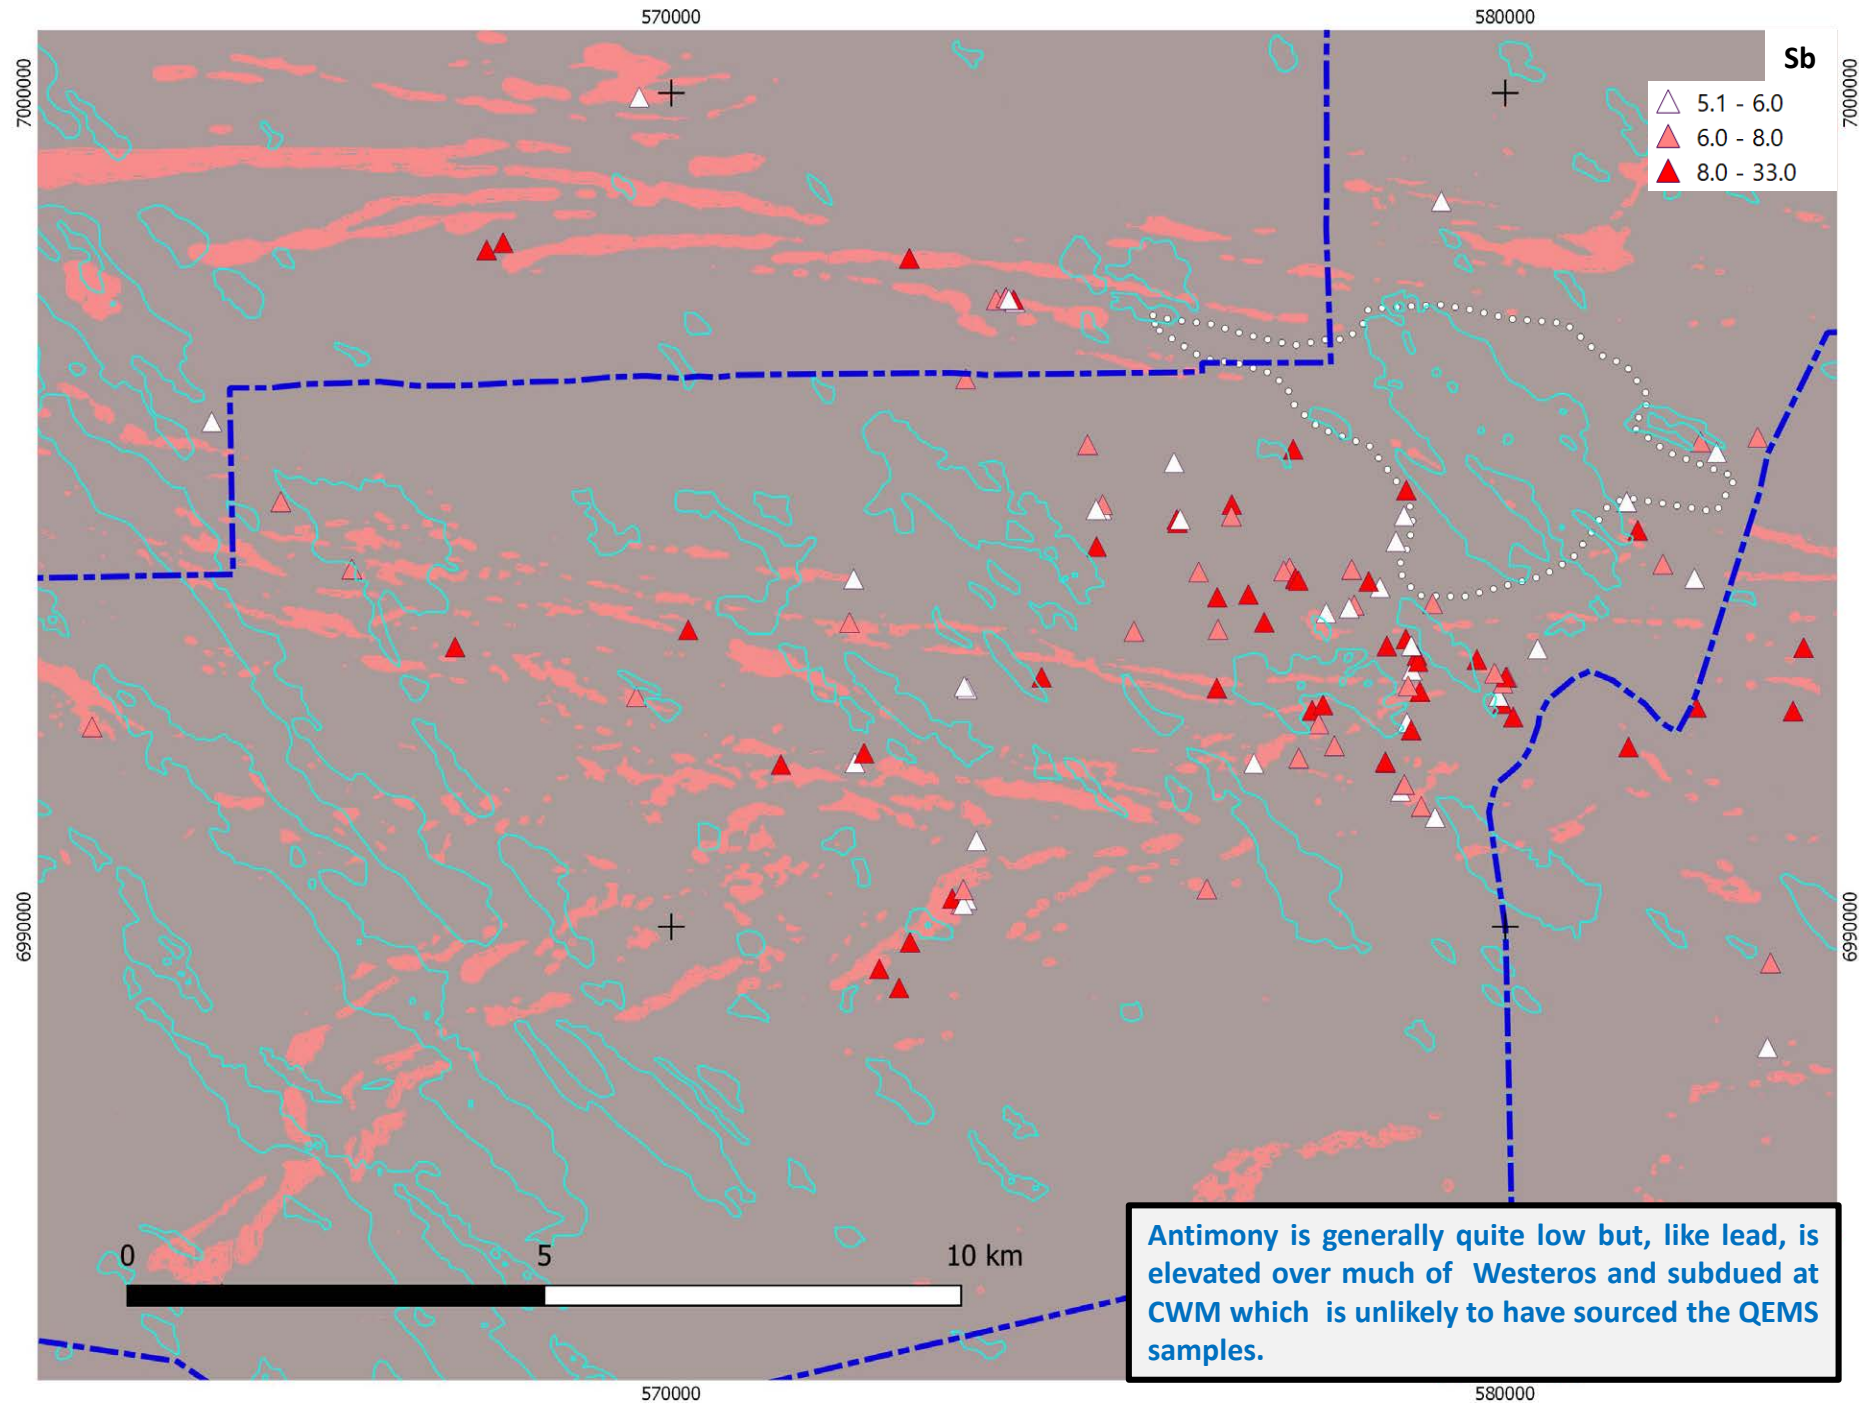 570000
580000
7000000
7000000
Sb
5.1 - 6.0
6.0 - 8.0
8.0 - 33.0
6990000
6990000
0
5
10 km
Antimony is generally quite low but, like lead, is
elevated over much of Westeros and subdued at
CWM which is unlikely to have sourced the QEMS
samples.
570000
580000